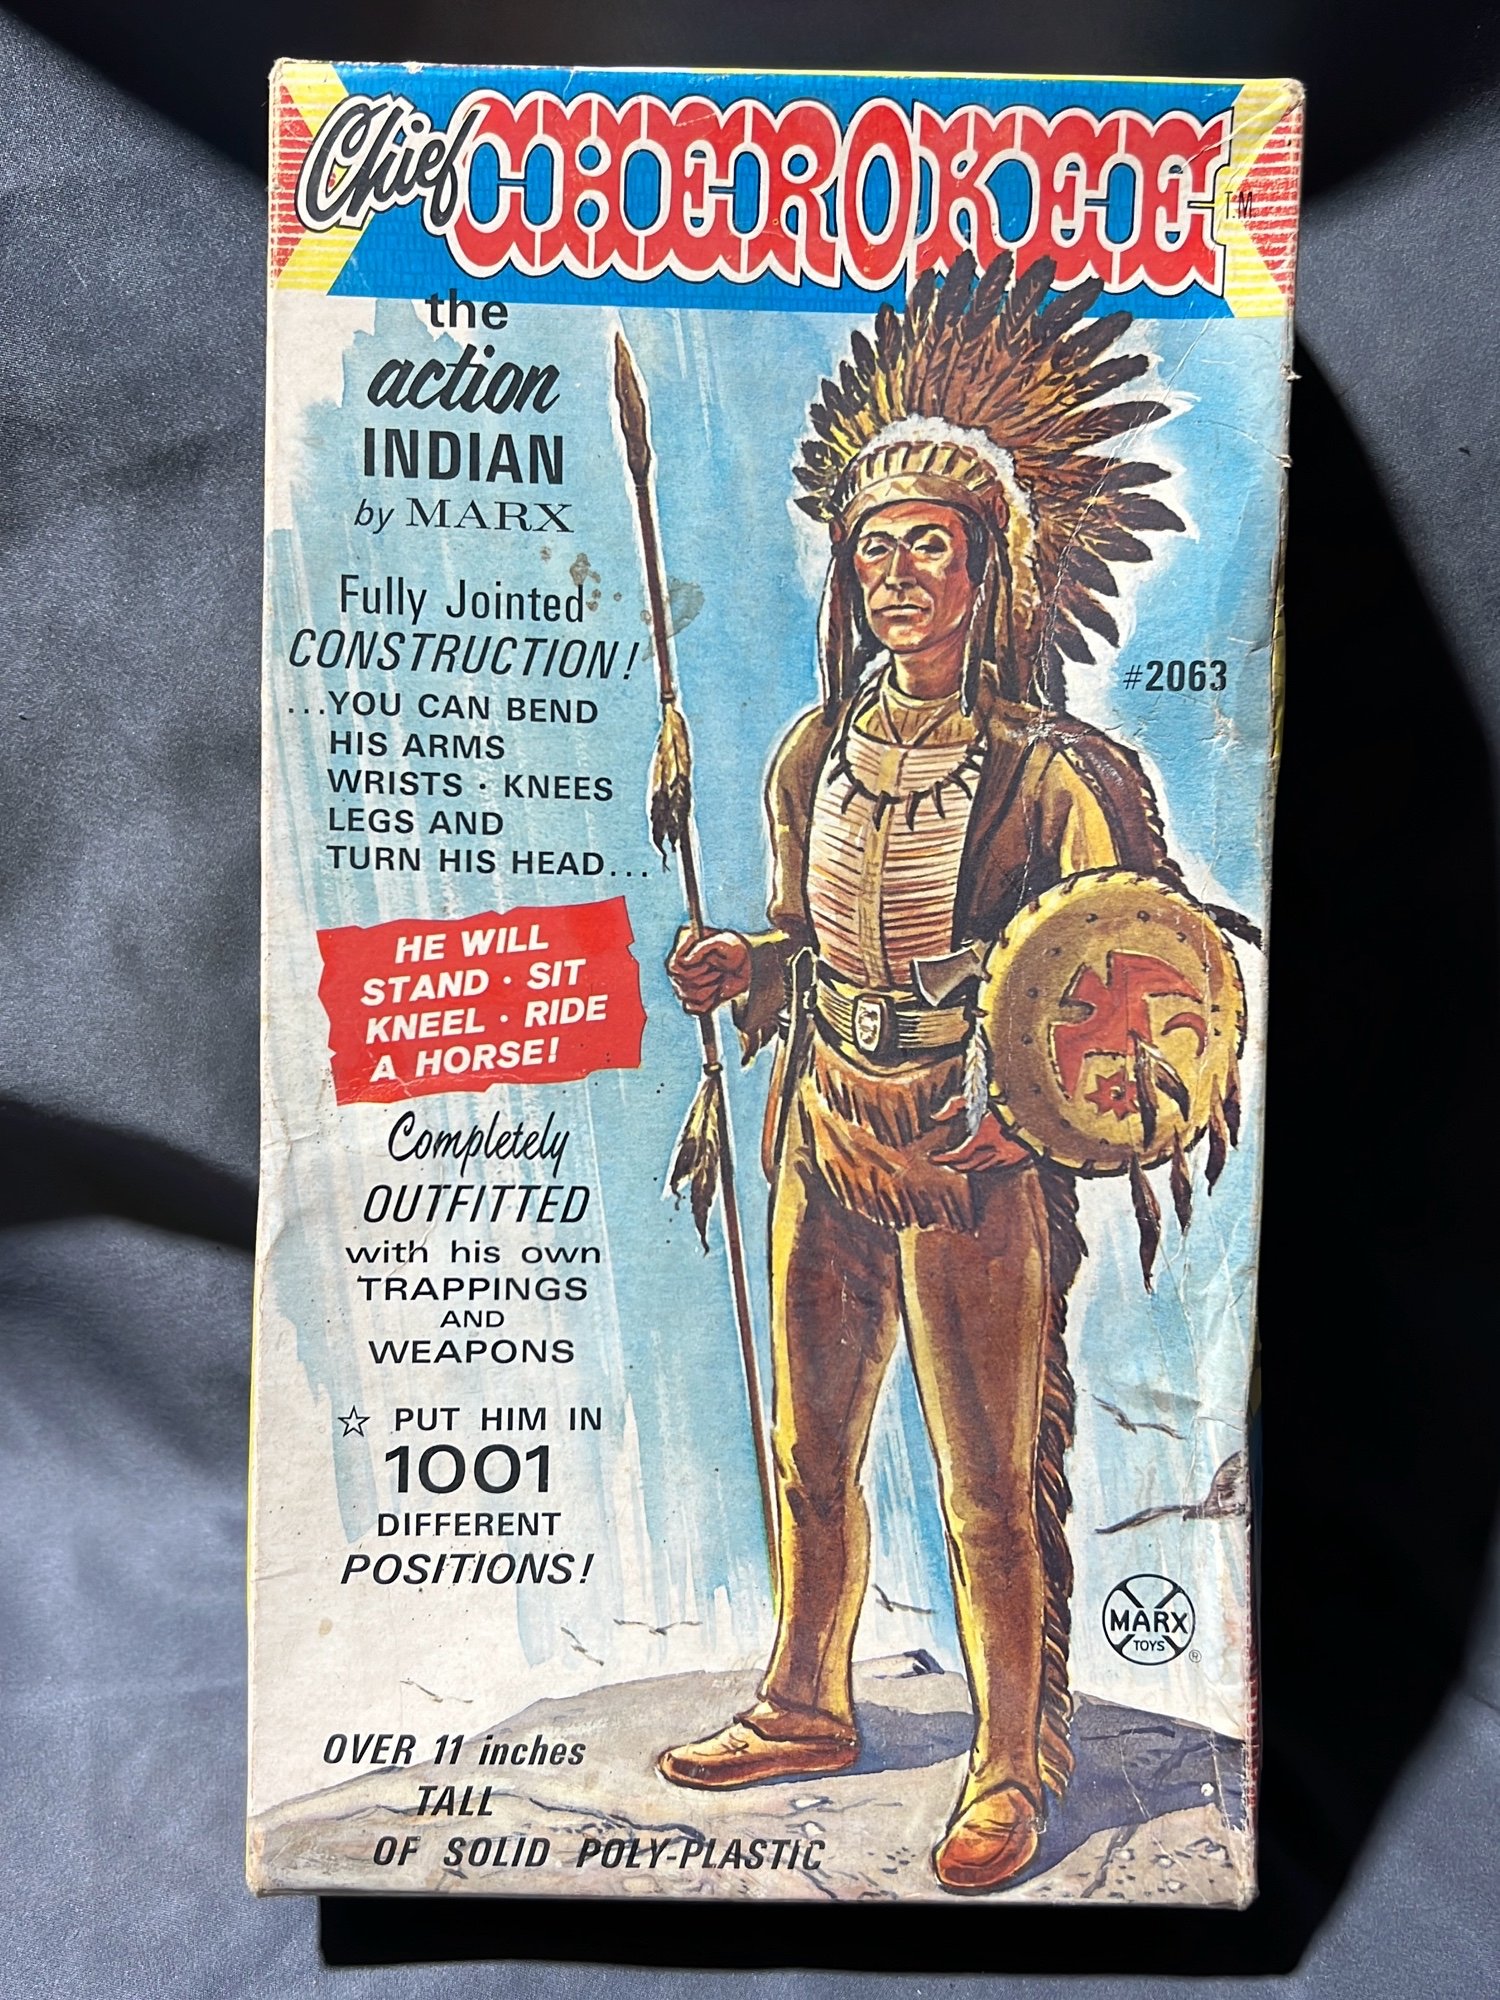 Chief CHEROKEE T.M.
the
action
INDIAN
by MARX
Fully Jointed
CONSTRUCTION!
...YOU CAN BEND
HIS ARMS
WRISTS · KNEES
LEGS AND
TURN HIS HEAD...
#2063
HE WILL
STAND · SIT
KNEEL · RIDE
A HORSE!
Completely
OUTFITTED
with his own
TRAPPINGS
AND
WEAPONS
☆ PUT HIM IN
1001
DIFFERENT
POSITIONS!
MARX
TOYS
®
OVER 11 inches
TALL
OF SOLID POLY-PLASTIC